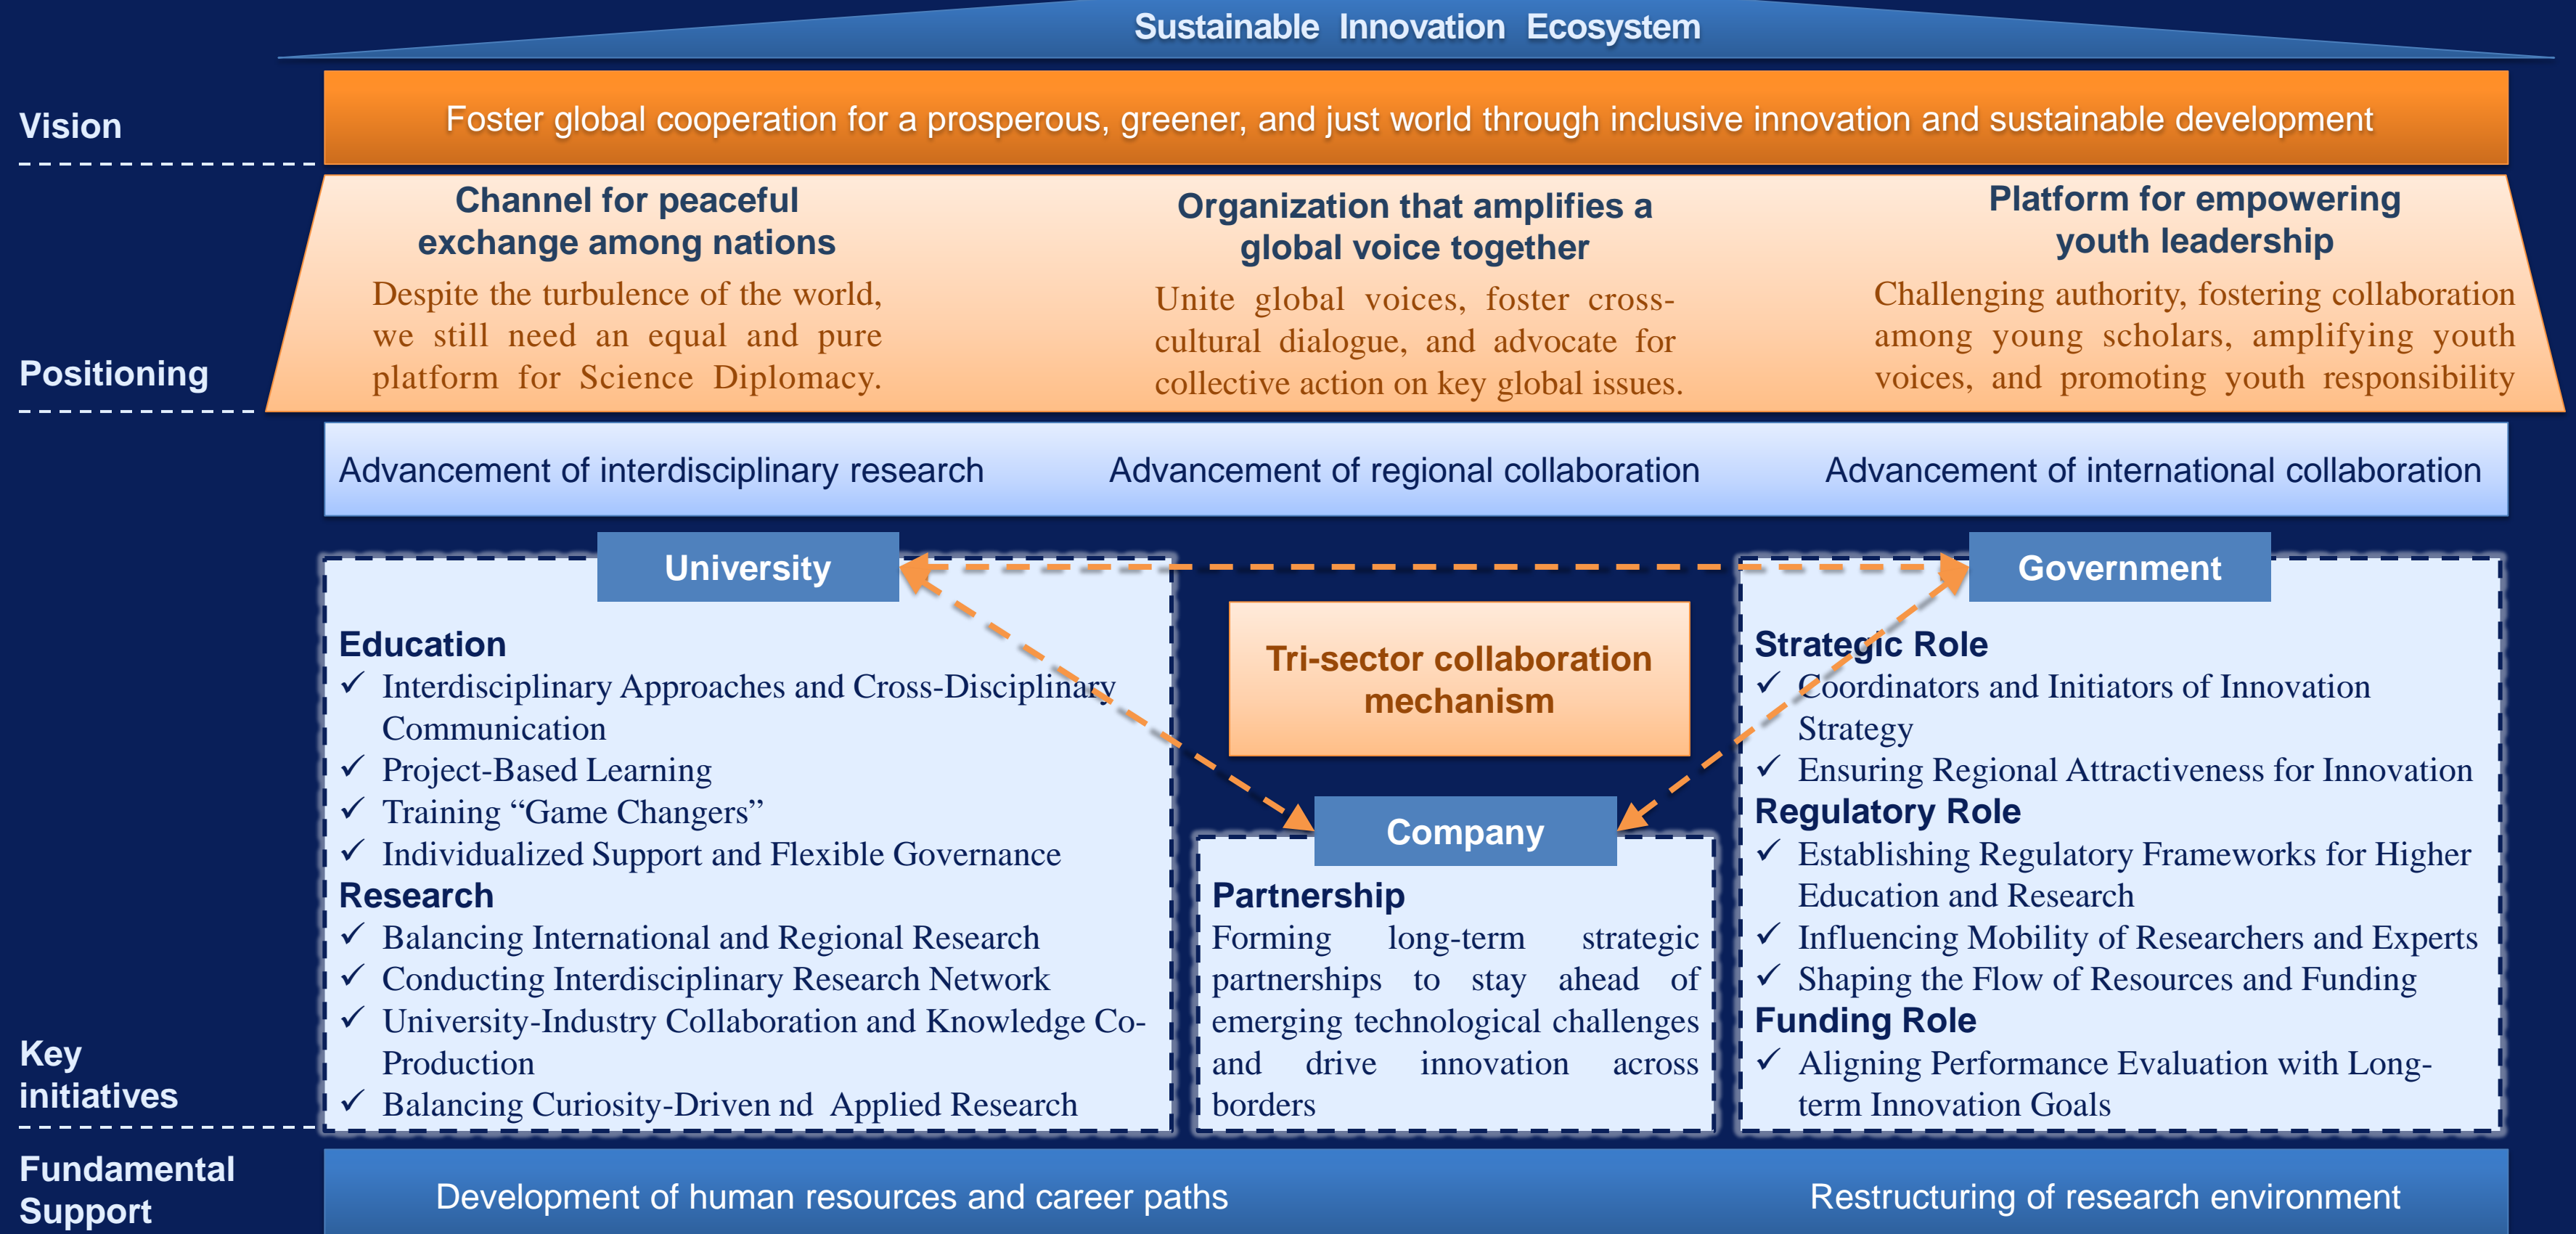 Sustainable Innovation Ecosystem
Vision
Foster global cooperation for a prosperous, greener, and just world through inclusive innovation and sustainable development
Positioning
Channel for peaceful
exchange among nations
Despite the turbulence of the world,
we still need an equal and pure
platform for Science Diplomacy.
Organization that amplifies a
global voice together
Unite global voices, foster cross-
cultural dialogue, and advocate for
collective action on key global issues.
Platform for empowering
youth leadership
Challenging authority, fostering collaboration
among young scholars, amplifying youth
voices, and promoting youth responsibility
Advancement of interdisciplinary research
Advancement of regional collaboration
Advancement of international collaboration
Key
initiatives
University
Education
✓ Interdisciplinary Approaches and Cross-Disciplinary
Communication
✓ Project-Based Learning
✓ Training “Game Changers”
✓ Individualized Support and Flexible Governance
Research
✓ Balancing International and Regional Research
✓ Conducting Interdisciplinary Research Network
✓ University-Industry Collaboration and Knowledge Co-
Production
✓ Balancing Curiosity-Driven nd Applied Research
Tri-sector collaboration
mechanism
Company
Partnership
Forming long-term strategic
partnerships to stay ahead of
emerging technological challenges
and drive innovation across
borders
Government
Strategic Role
✓ Coordinators and Initiators of Innovation
Strategy
✓ Ensuring Regional Attractiveness for Innovation
Regulatory Role
✓ Establishing Regulatory Frameworks for Higher
Education and Research
✓ Influencing Mobility of Researchers and Experts
✓ Shaping the Flow of Resources and Funding
Funding Role
✓ Aligning Performance Evaluation with Long-
term Innovation Goals
Fundamental
Support
Development of human resources and career paths
Restructuring of research environment